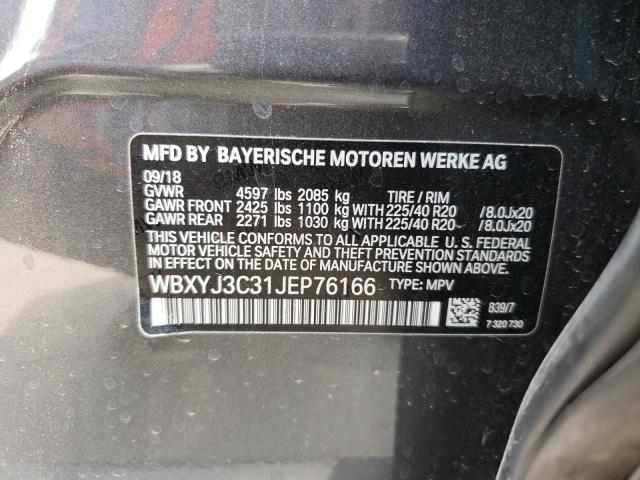 MFD BY BAYERISCHE MOTOREN WERKE AG
09/18
GVWR 4597 lbs 2085 kg TIRE / RIM
GAWR FRONT 2425 lbs 1100 kg WITH 225/40 R20 /8.0Jx20
GAWR REAR 2271 lbs 1030 kg WITH 225/40 R20 /8.0Jx20
THIS VEHICLE CONFORMS TO ALL APPLICABLE U. S. FEDERAL
MOTOR VEHICLE SAFETY AND THEFT PREVENTION STANDARDS
IN EFFECT ON THE DATE OF MANUFACTURE SHOWN ABOVE.
WBXYJ3C31JEP76166 TYPE: MPV
B39/7
7 320 730